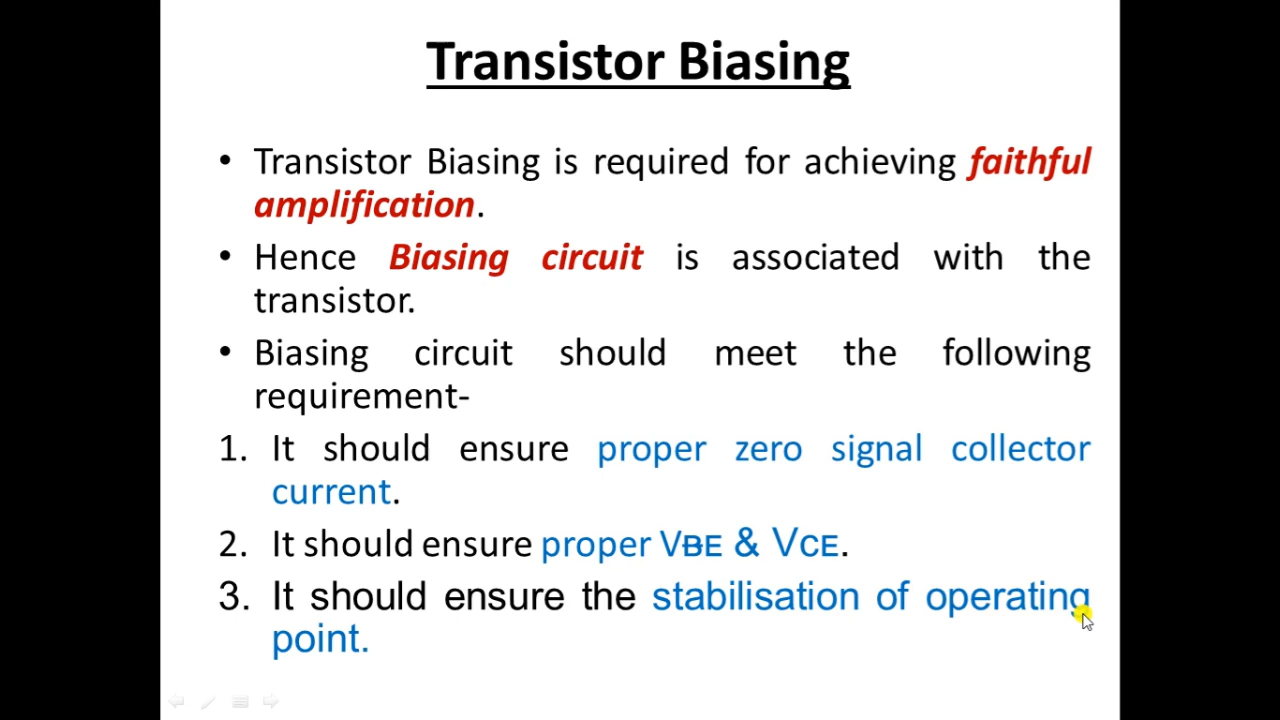 Transistor Biasing
• Transistor Biasing is required for achieving faithful
amplification.
• Hence Biasing circuit is associated with the
transistor.
• Biasing circuit should meet the following
requirement-
1. It should ensure proper zero signal collector
current.
2. It should ensure proper VBE & VCE.
3. It should ensure the stabilisation of operating
point.